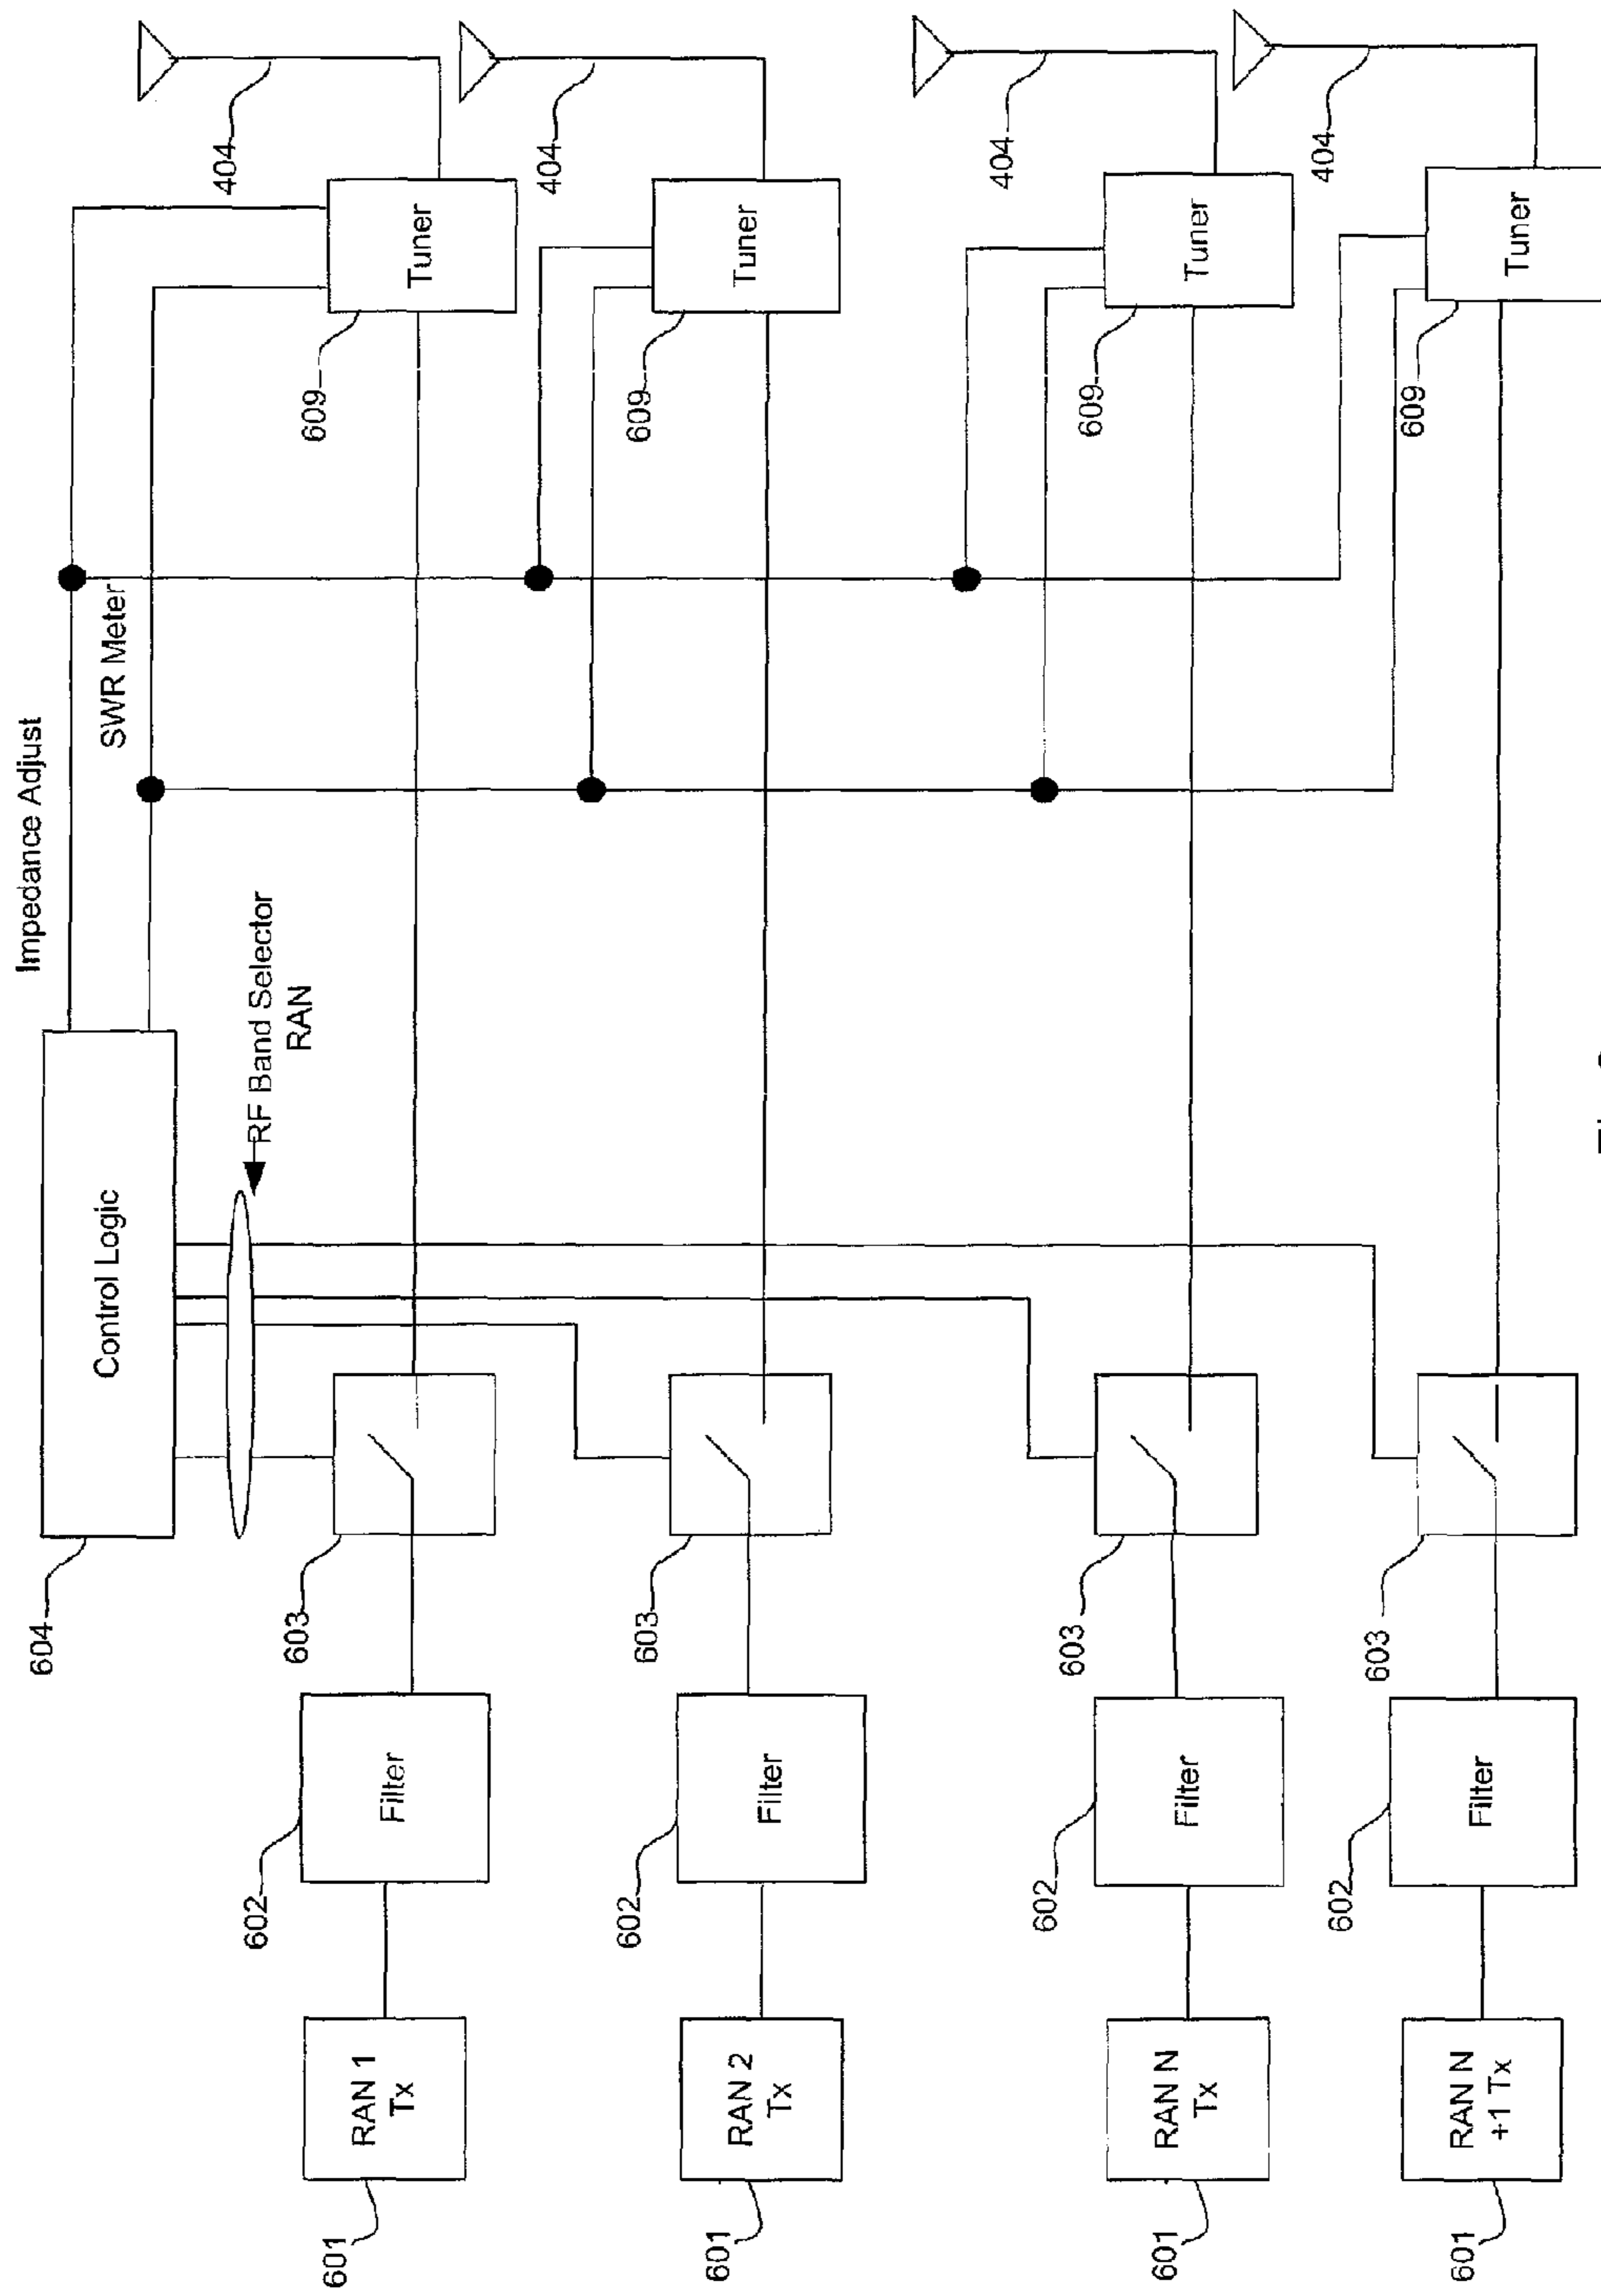 604
Control Logic
Impedance Adjust
SWR Meter
RF Band Selector
RAN
601
RAN 1
Tx
602
Filter
603
609
Tuner
404
601
RAN 2
Tx
602
Filter
603
609
Tuner
404
601
RAN N
Tx
602
Filter
603
609
Tuner
404
601
RAN N
+1 Tx
602
Filter
603
609
Tuner
404